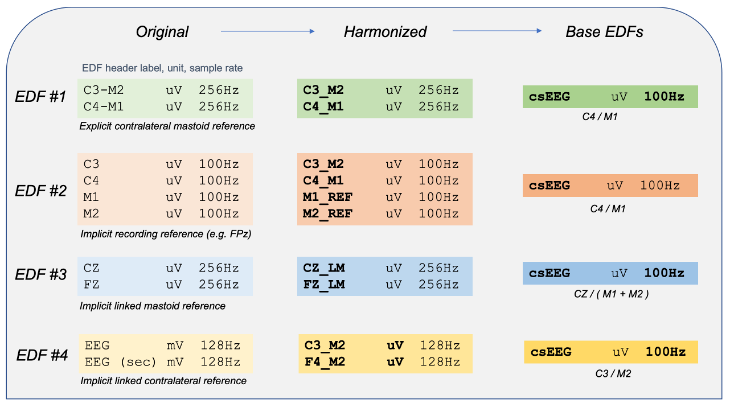 Original Harmonized Base EDFs
EDF header label, unit, sample rate
EDF #1
C3-M2 uV 256Hz C3_M2 uV 256Hz
C4-M1 uV 256Hz C4_M1 uV 256Hz
csEEG uV 100Hz
C4 / M1
Explicit contralateral mastoid reference
EDF #2
C3 uV 100Hz C3_M2 uV 100Hz
C4 uV 100Hz C4_M1 uV 100Hz
M1 uV 100Hz M1_REF uV 100Hz
M2 uV 100Hz M2_REF uV 100Hz
csEEG uV 100Hz
C4 / M1
Implicit recording reference (e.g. FPz)
EDF #3
CZ uV 256Hz CZ_LM uV 256Hz
FZ uV 256Hz FZ_LM uV 256Hz
csEEG uV 100Hz
CZ / ( M1 + M2 )
Implicit linked mastoid reference
EDF #4
EEG mV 128Hz C3_M2 uV 128Hz
EEG (sec) mV 128Hz F4_M2 uV 128Hz
csEEG uV 100Hz
C3 / M2
Implicit linked contralateral reference